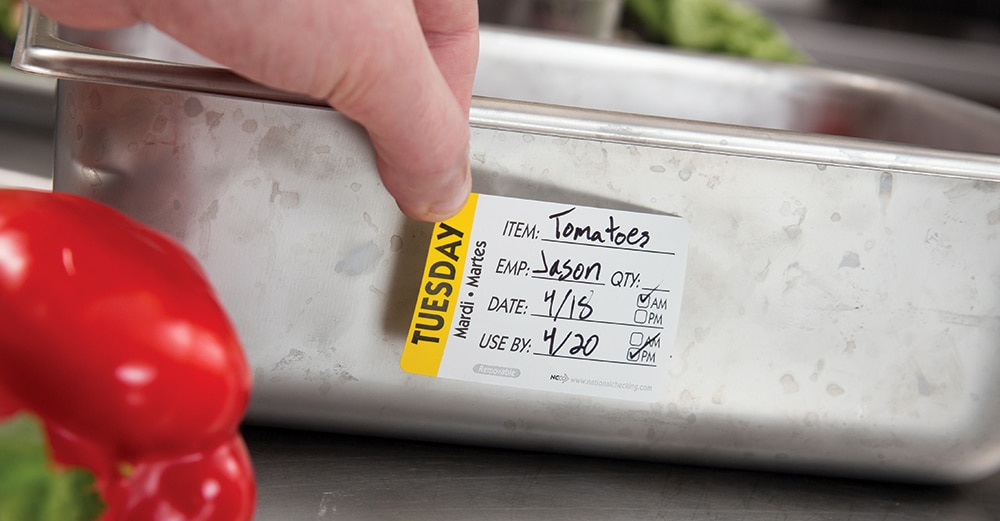 TUESDAY
Mardi • Martes
ITEM: Tomatoes
EMP: Jason QTY:
DATE: 4/18 AM
PM
USE BY: 4/20 AM
PM
Removable
NCCO www.nationalchecking.com